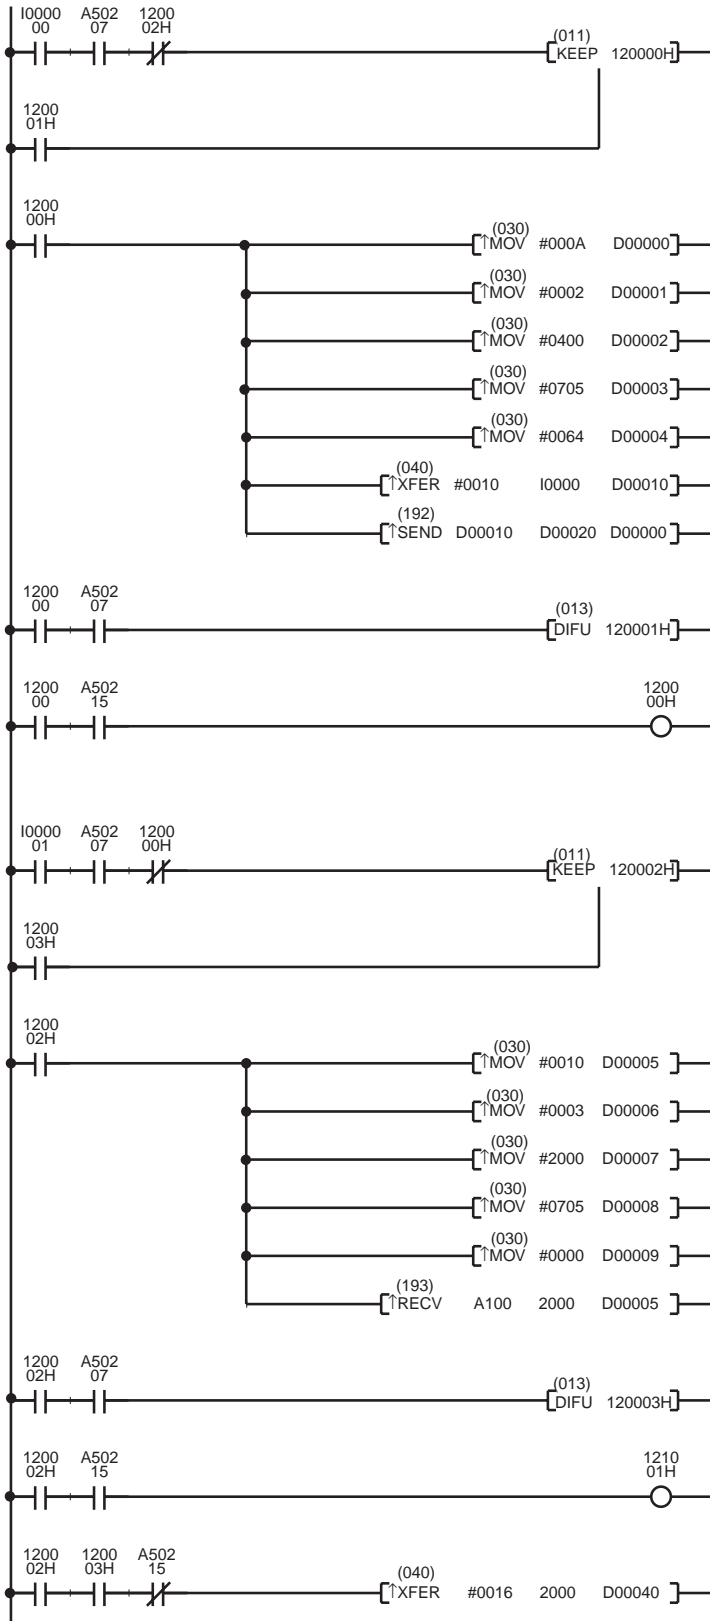 I0000 A502 1200
00 07 02H
(011)
KEEP 120000H
1200
01H
1200
00H
(030)
↑MOV #000A D00000
(030)
↑MOV #0002 D00001
(030)
↑MOV #0400 D00002
(030)
↑MOV #0705 D00003
(030)
↑MOV #0064 D00004
(040)
↑XFER #0010 I0000 D00010
(192)
↑SEND D00010 D00020 D00000
1200 A502
00 07
(013)
DIFU 120001H
1200 A502 1200
00 15 00H
I0000 A502 1200
01 07 00H
(011)
KEEP 120002H
1200
03H
1200
02H
(030)
↑MOV #0010 D00005
(030)
↑MOV #0003 D00006
(030)
↑MOV #2000 D00007
(030)
↑MOV #0705 D00008
(030)
↑MOV #0000 D00009
(193)
↑RECV A100 2000 D00005
1200 A502
02H 07
(013)
DIFU 120003H
1200 A502 1210
02H 15 01H
1200 1200 A502
02H 03H 15
(040)
↑XFER #0016 2000 D00040